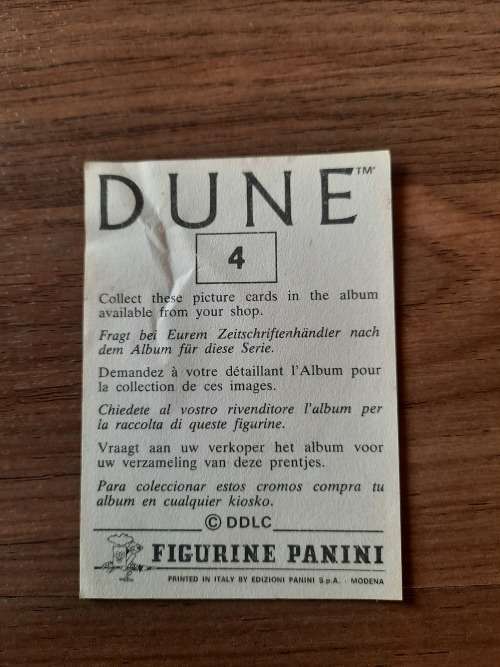 DUNE™
4
Collect these picture cards in the album
available from your shop.
Fragt bei Eurem Zeitschriftenhändler nach
dem Album für diese Serie.
Demandez à votre détaillant l'Album pour
la collection de ces images.
Chiedete al vostro rivenditore l'album per
la raccolta di queste figurine.
Vraagt aan uw verkoper het album voor
uw verzameling van deze prentjes.
Para coleccionar estos cromos compra tu
album en cualquier kiosko.
© DDLC
FIGURINE PANINI
PRINTED IN ITALY BY EDIZIONI PANINI S.p.A. - MODENA